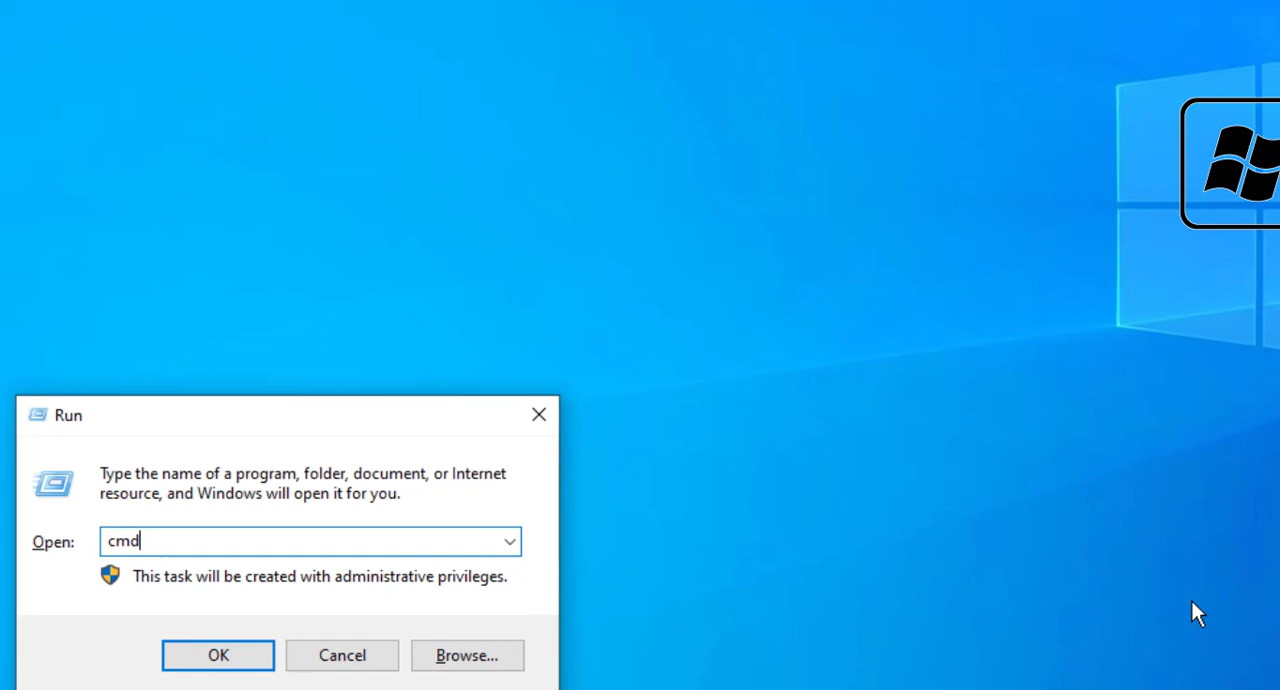 Run
Type the name of a program, folder, document, or Internet
resource, and Windows will open it for you.
Open: cmd
This task will be created with administrative privileges.
OK Cancel Browse...